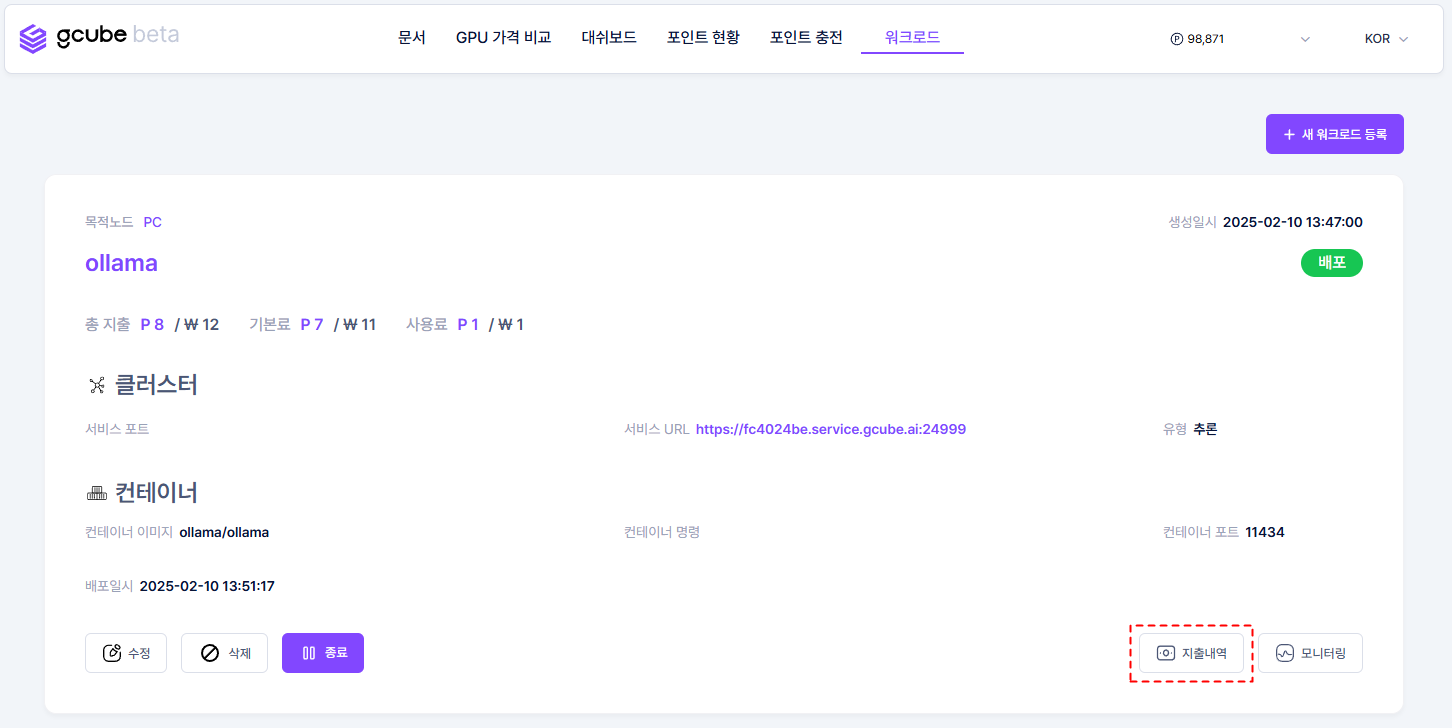 gcube beta 문서 GPU 가격 비교 대쉬보드 포인트 현황 포인트 충전 워크로드 Ⓟ 98,871 KOR
+ 새 워크로드 등록
목적노드 PC 생성일시 2025-02-10 13:47:00
ollama 배포
총 지출 P 8 / ₩ 12 기본료 P 7 / ₩ 11 사용료 P 1 / ₩ 1
클러스터
서비스 포트 서비스 URL https://fc4024be.service.gcube.ai:24999 유형 추론
컨테이너
컨테이너 이미지 ollama/ollama 컨테이너 명령 컨테이너 포트 11434
배포일시 2025-02-10 13:51:17
수정 삭제 종료 지출내역 모니터링